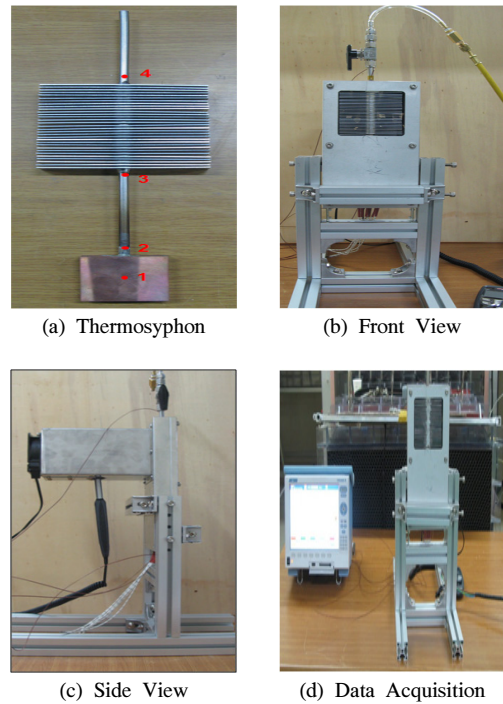 4
3
2
1
(a) Thermosyphon
(b) Front View
(c) Side View
(d) Data Acquisition